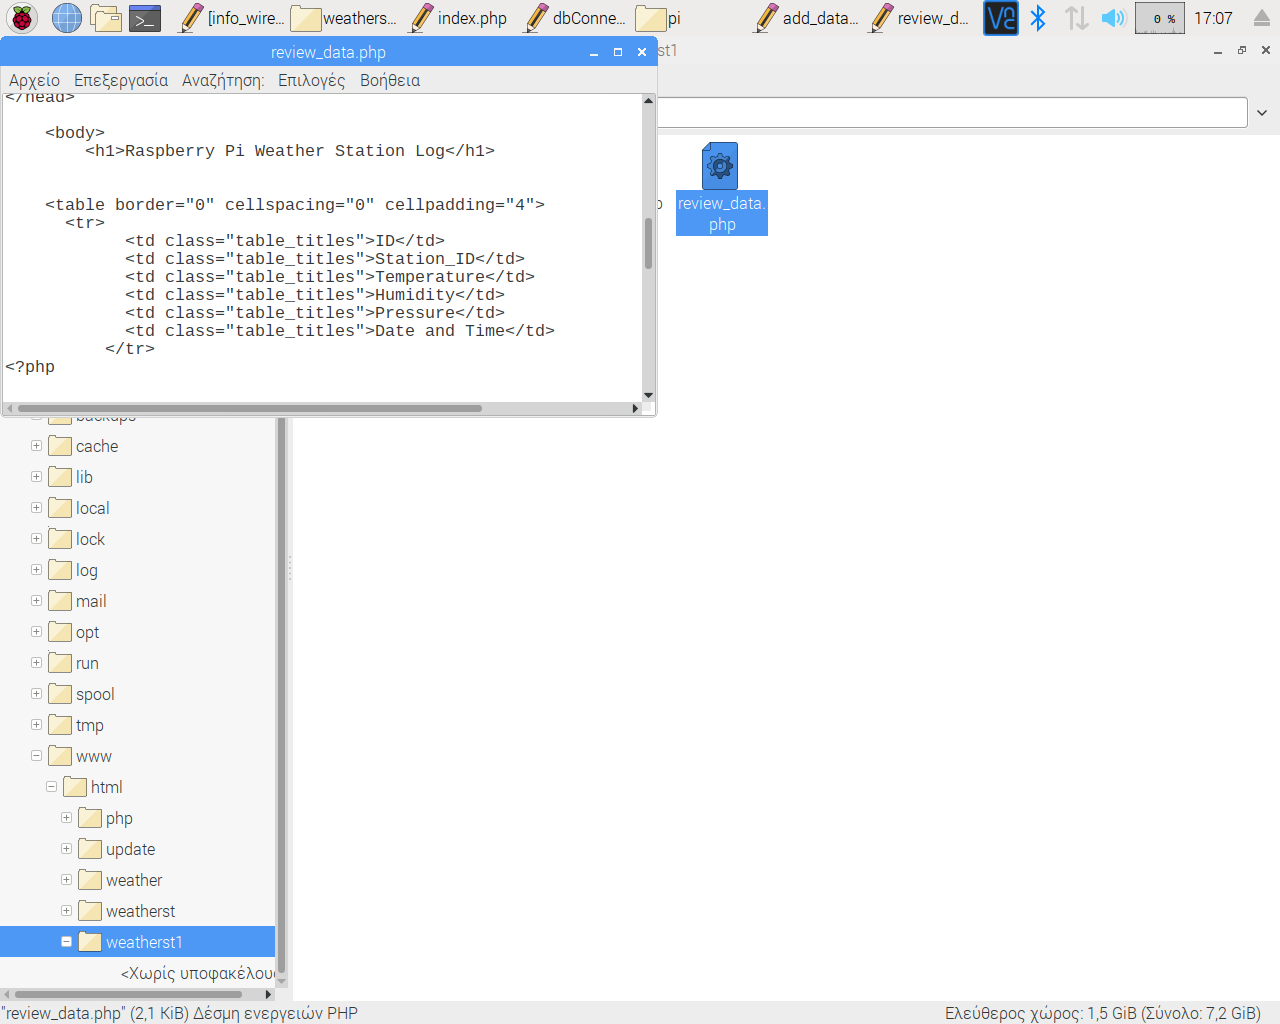 [info_wire...
weathers...
index.php
dbConne...
pi
add_data...
review_d...
0 %
17:07
review_data.php
st1
Αρχείο Επεξεργασία Αναζήτηση: Επιλογές Βοήθεια
</head>
<body>
<h1>Raspberry Pi Weather Station Log</h1>
<table border="0" cellspacing="0" cellpadding="4">
<tr>
<td class="table_titles">ID</td>
<td class="table_titles">Station_ID</td>
<td class="table_titles">Temperature</td>
<td class="table_titles">Humidity</td>
<td class="table_titles">Pressure</td>
<td class="table_titles">Date and Time</td>
</tr>
<?php
p
review_data.
php
backups
cache
lib
local
lock
log
mail
opt
run
spool
tmp
www
html
php
update
weather
weatherst
weatherst1
<Χωρίς υποφακέλους
"review_data.php" (2,1 KiB) Δέσμη ενεργειών PHP
Ελεύθερος χώρος: 1,5 GiB (Σύνολο: 7,2 GiB)